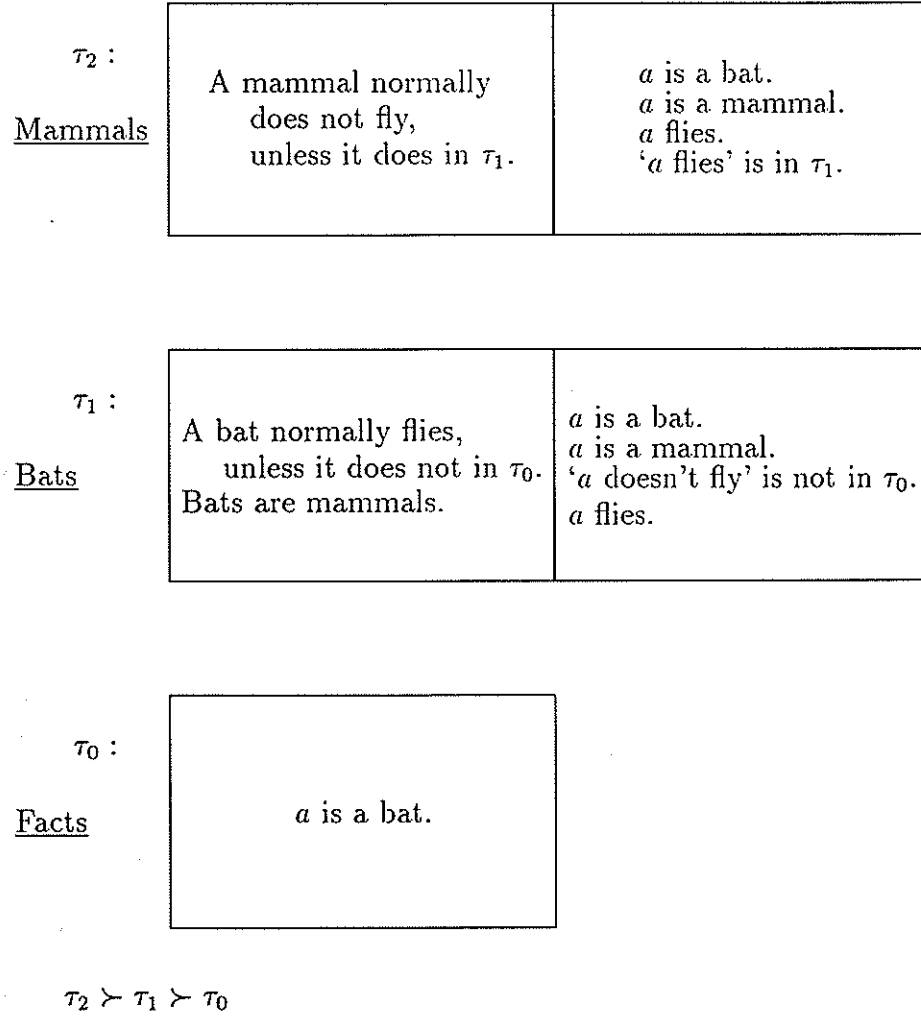 τ₂ :
Mammals
A mammal normally
does not fly,
unless it does in τ₁.
a is a bat.
a is a mammal.
a flies.
‘a flies’ is in τ₁.
τ₁ :
Bats
A bat normally flies,
unless it does not in τ₀.
Bats are mammals.
a is a bat.
a is a mammal.
‘a doesn't fly’ is not in τ₀.
a flies.
τ₀ :
Facts
a is a bat.
τ₂ ≻ τ₁ ≻ τ₀